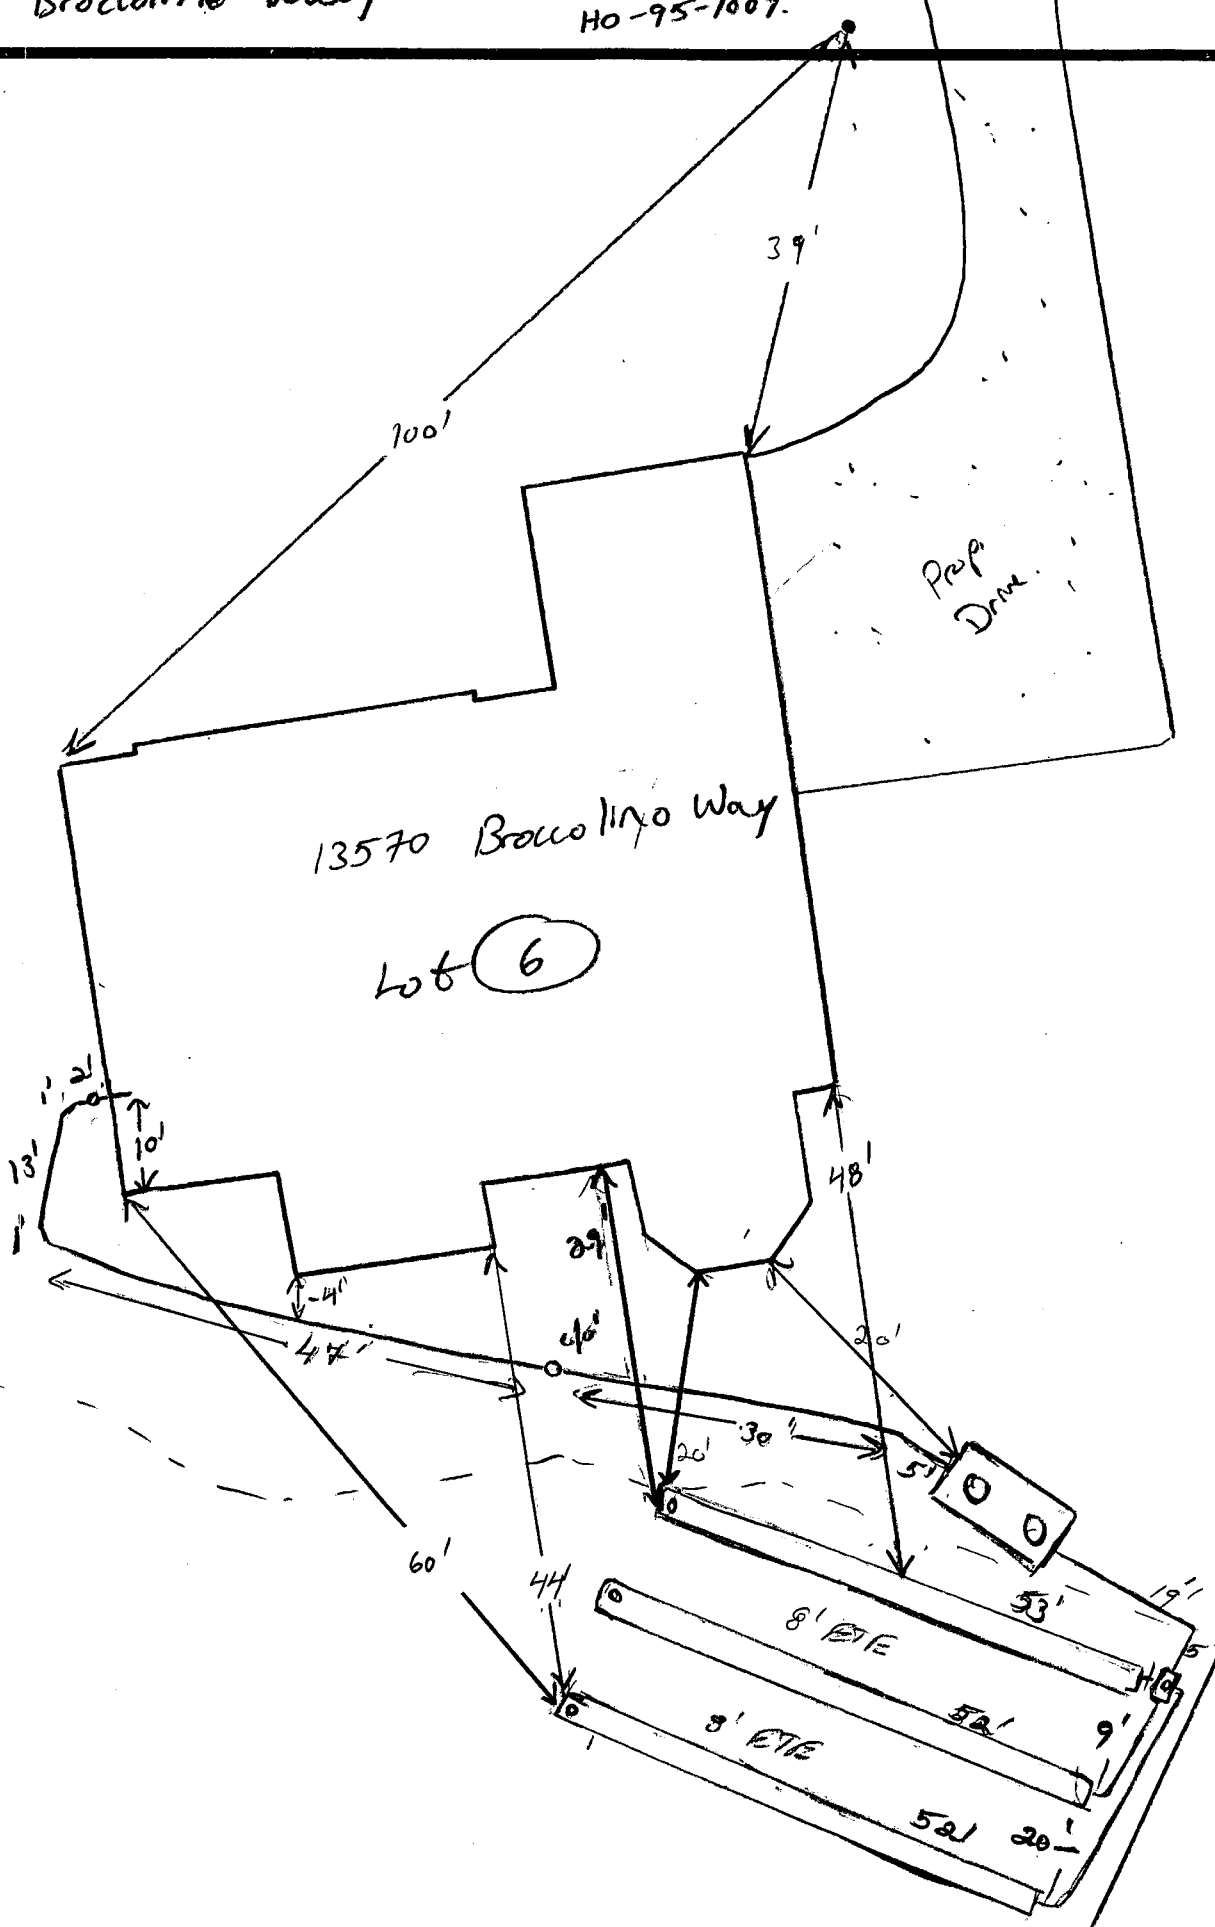 HO-95-1007.
39'
100'
Prop.
Drive.
13570 Broccolino Way
Lot 6
1' 2'
10'
13'
1'
48'
29'
-4'
c/o'
47'
20'
30'
20'
5'
60'
44'
53'
19'
8' ETE
5'
52'
9'
8' ETE
52'
20'